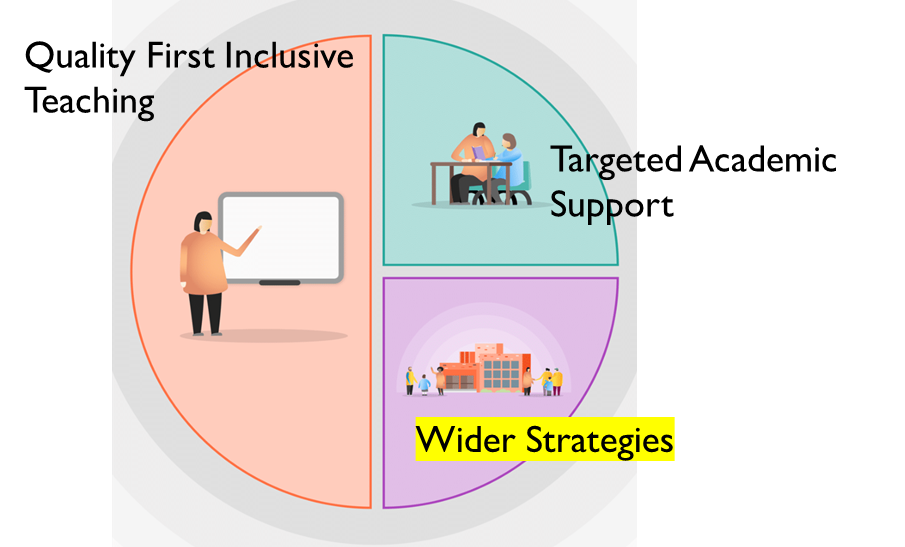 Quality First Inclusive
Teaching
Targeted Academic
Support
Wider Strategies